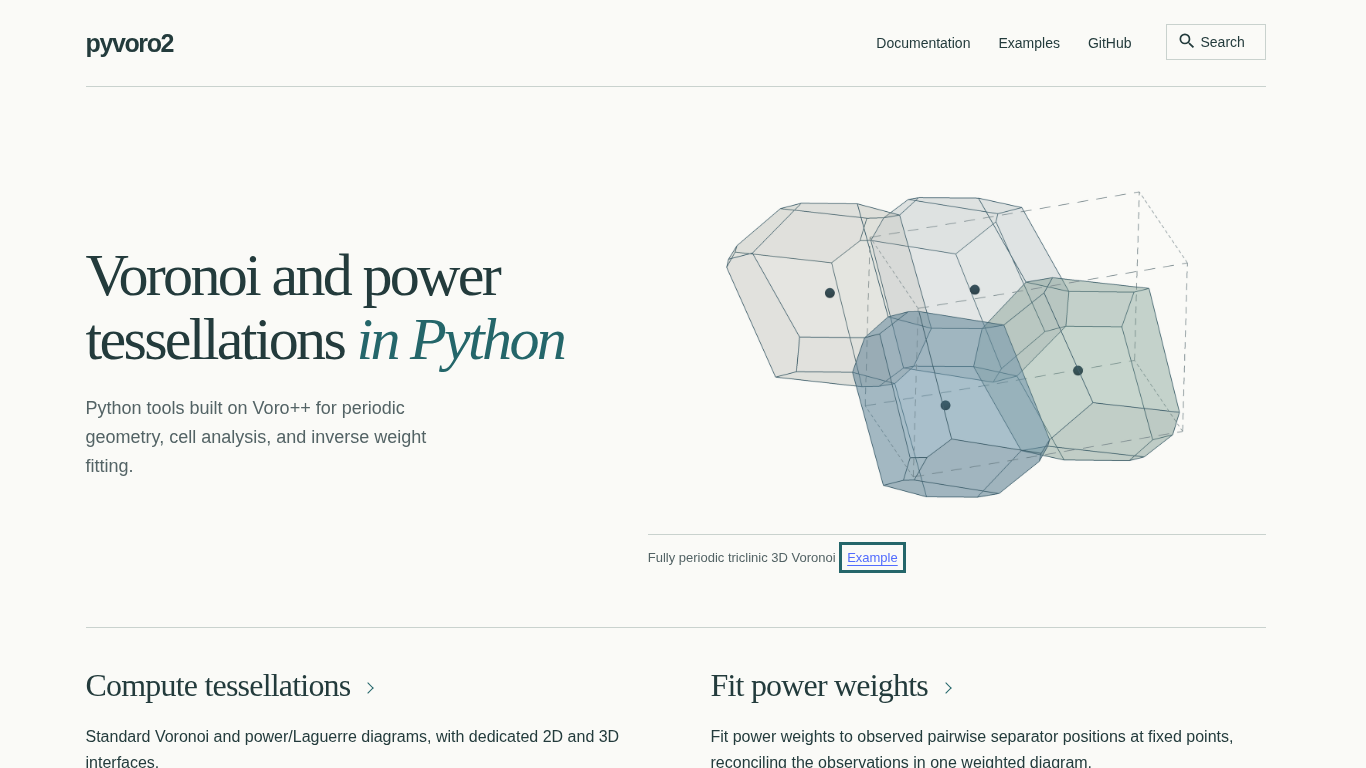 pyvoro2
Documentation
Examples
GitHub
Search
Voronoi and power
tessellations in Python
Python tools built on Voro++ for periodic
geometry, cell analysis, and inverse weight
fitting.
Fully periodic triclinic 3D Voronoi Example
Compute tessellations
Standard Voronoi and power/Laguerre diagrams, with dedicated 2D and 3D
interfaces.
Fit power weights
Fit power weights to observed pairwise separator positions at fixed points,
reconciling the observations in one weighted diagram.